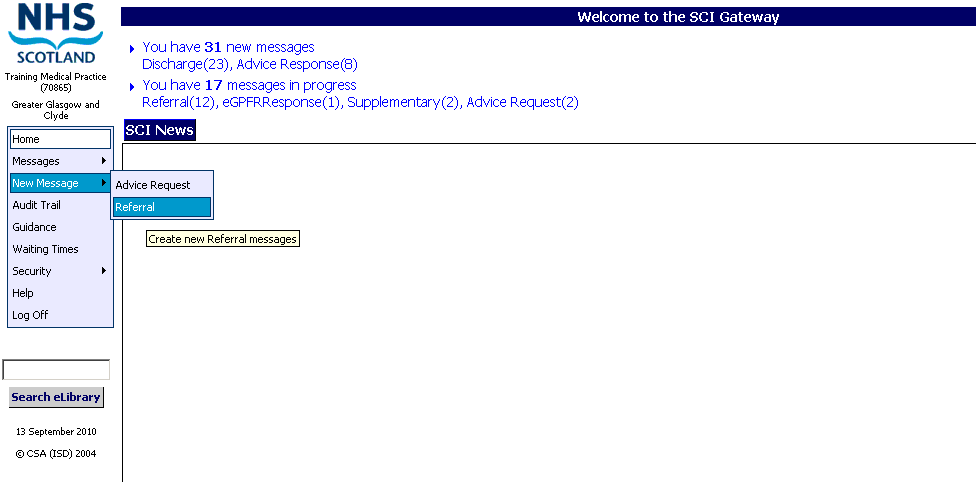 NHS
SCOTLAND
Training Medical Practice
(70865)
Greater Glasgow and
Clyde
Home
Messages
New Message
Audit Trail
Guidance
Waiting Times
Security
Help
Log Off
Search eLibrary
13 September 2010
© CSA (ISD) 2004
Welcome to the SCI Gateway
You have 31 new messages
Discharge(23), Advice Response(8)
You have 17 messages in progress
Referral(12), eGPFRResponse(1), Supplementary(2), Advice Request(2)
SCI News
Advice Request
Referral
Create new Referral messages